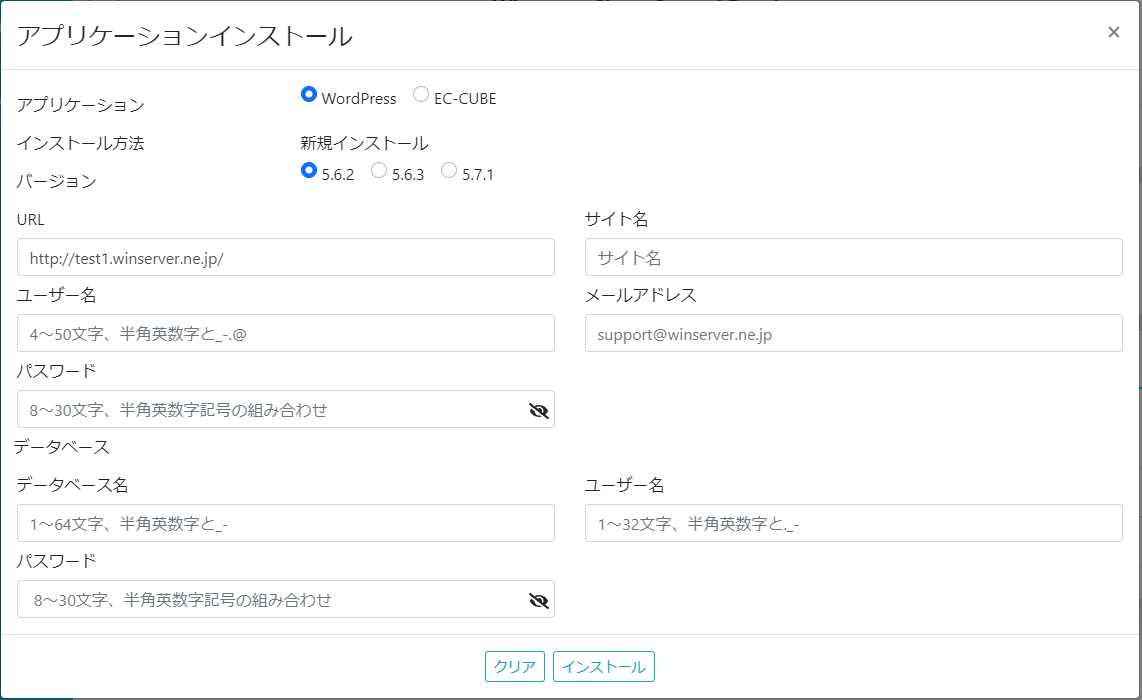 アプリケーションインストール
×
アプリケーション WordPress EC-CUBE
インストール方法 新規インストール
バージョン 5.6.2 5.6.3 5.7.1
URL サイト名
http://test1.winserver.ne.jp/ サイト名
ユーザー名 メールアドレス
4～50文字、半角英数字と_-.@ support@winserver.ne.jp
パスワード
8～30文字、半角英数字記号の組み合わせ
データベース
データベース名 ユーザー名
1～64文字、半角英数字と_- 1～32文字、半角英数字と._-
パスワード
8～30文字、半角英数字記号の組み合わせ
クリア インストール